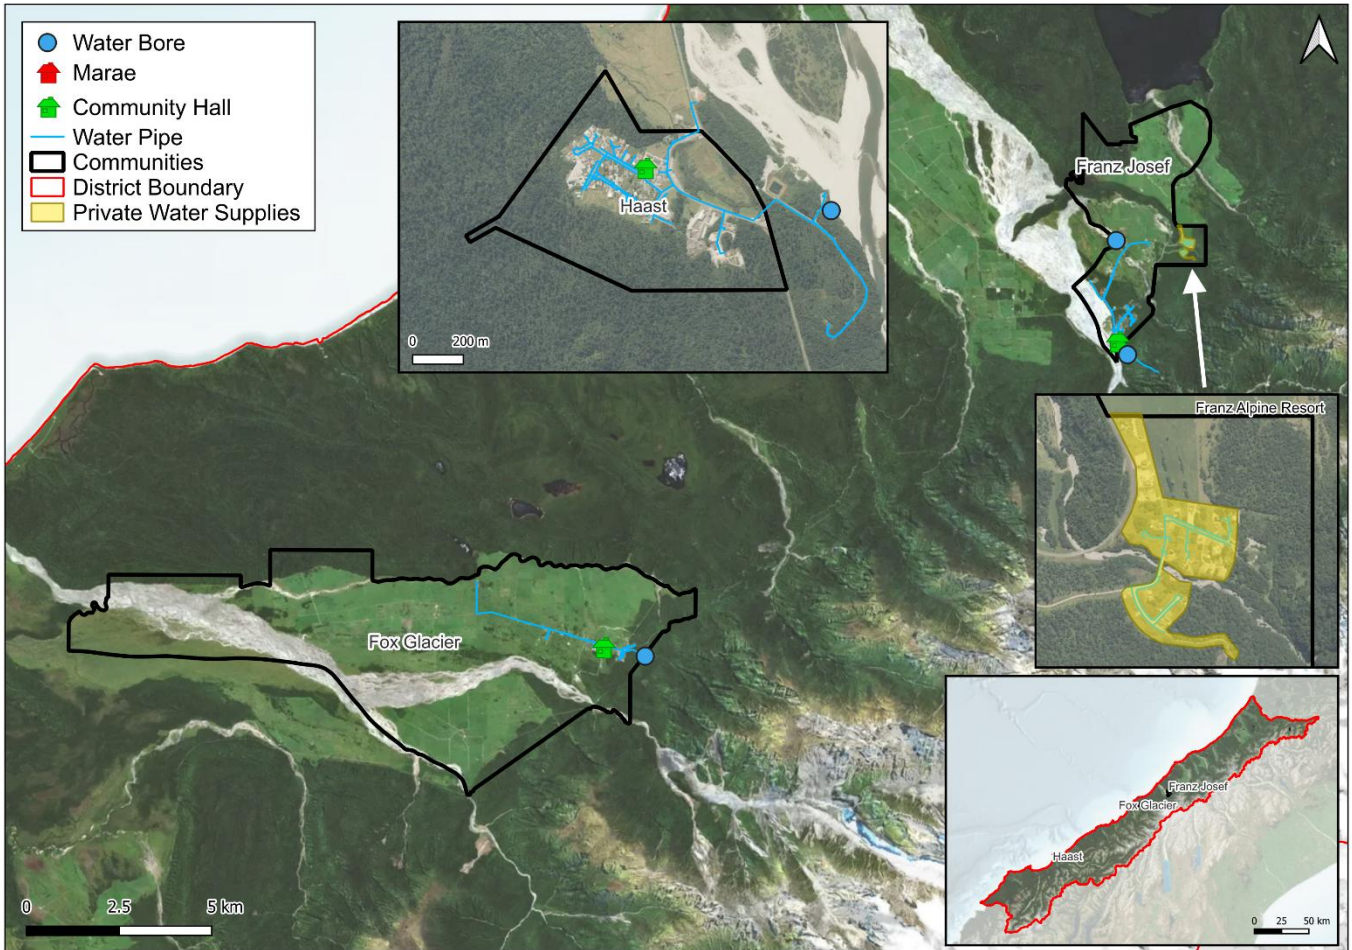 Water Bore
Marae
Community Hall
Water Pipe
Communities
District Boundary
Private Water Supplies
Haast
0 200 m
Franz Josef
Franz Alpine Resort
Fox Glacier
0 2.5 5 km
Franz Josef
Fox Glacier
Haast
0 25 50 km